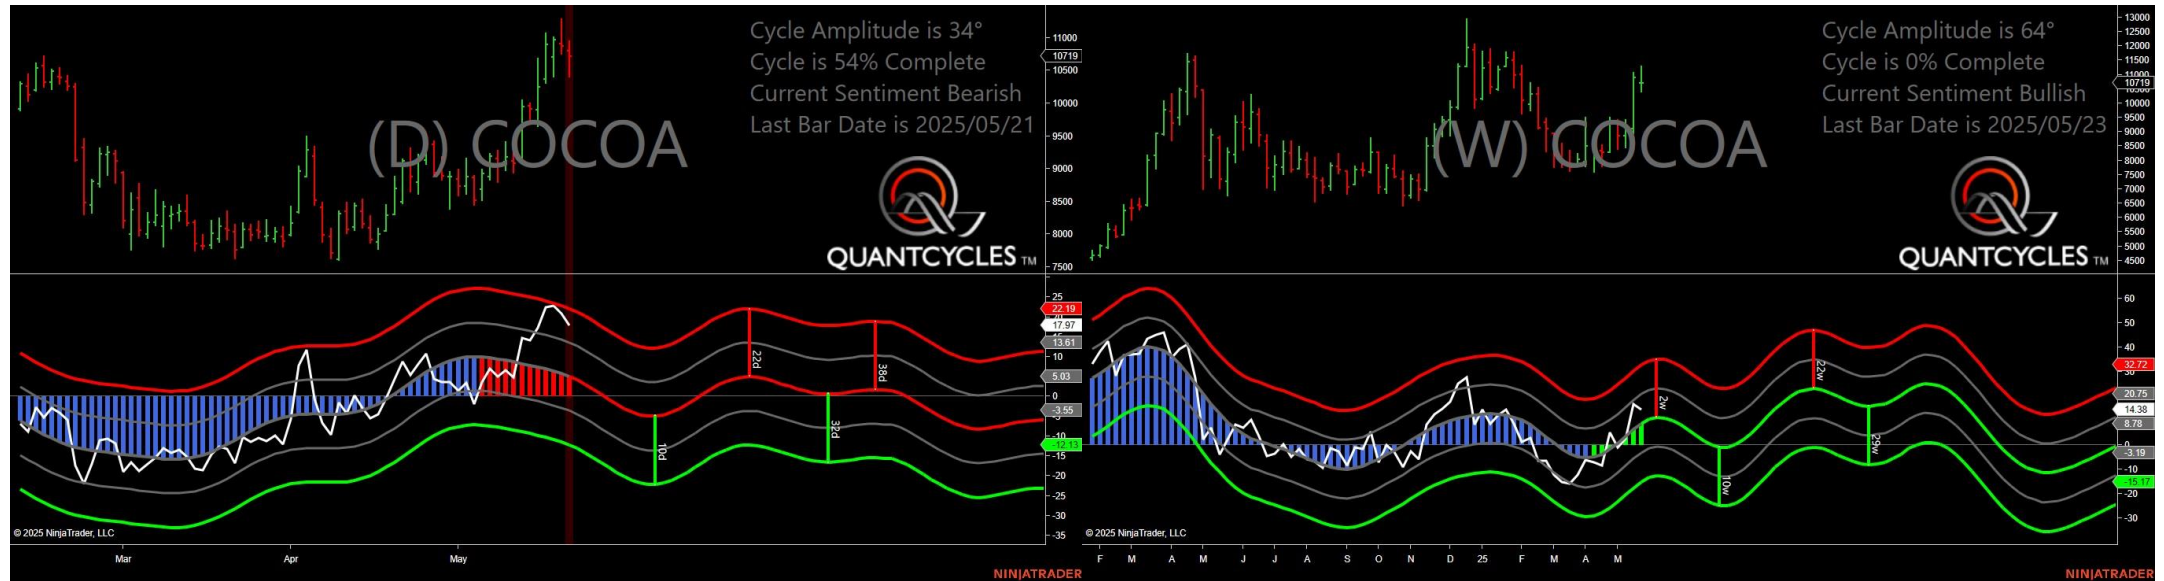 Cycle Amplitude is 34°
Cycle is 54% Complete
Current Sentiment Bearish
Last Bar Date is 2025/05/21
(D) COCOA
QUANTCYCLES TM
11000
10719
10500
10000
9500
9000
8500
8000
7500
25
22.19
17.97
13.61
10
5.03
0
-3.55
-10
-12.13
-15
-20
-25
-30
-35
10d
22d
32d
38d
© 2025 NinjaTrader, LLC
Mar Apr May
NINJATRADER
Cycle Amplitude is 64°
Cycle is 0% Complete
Current Sentiment Bullish
Last Bar Date is 2025/05/23
(W) COCOA
QUANTCYCLES TM
13000
12500
12000
11500
11000
10719
10000
9500
9000
8500
8000
7500
7000
6500
6000
5500
5000
4500
60
50
40
32.72
20.75
14.38
8.78
0
-3.19
-10
-15.17
-20
-30
2w
10w
22w
29w
© 2025 NinjaTrader, LLC
F M A M J J A S O N D 25 F M A M
NINJATRADER